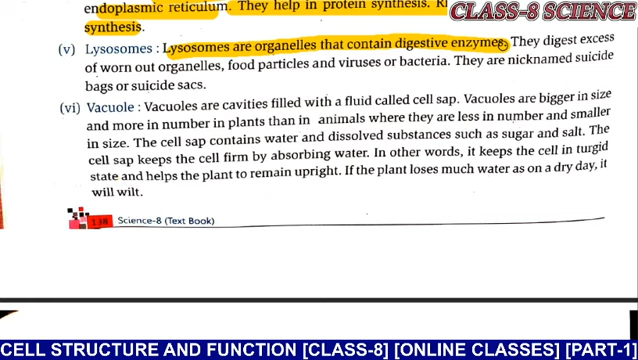 endoplasmic reticulum. They help in protein synthesis.
CLASS-8 SCIENCE
synthesis.
(v) Lysosomes : Lysosomes are organelles that contain digestive enzymes. They digest excess
of worn out organelles, food particles and viruses or bacteria. They are nicknamed suicide
bags or suicide sacs.
(vi) Vacuole : Vacuoles are cavities filled with a fluid called cell sap. Vacuoles are bigger in size
and more in number in plants than in animals where they are less in number and smaller
in size. The cell sap contains water and dissolved substances such as sugar and salt. The
cell sap keeps the cell firm by absorbing water. In other words, it keeps the cell in turgid
state and helps the plant to remain upright. If the plant loses much water as on a dry day, it
will wilt.
138 Science-8 (Text Book)
CELL STRUCTURE AND FUNCTION [CLASS-8] [ONLINE CLASSES] [PART-1]